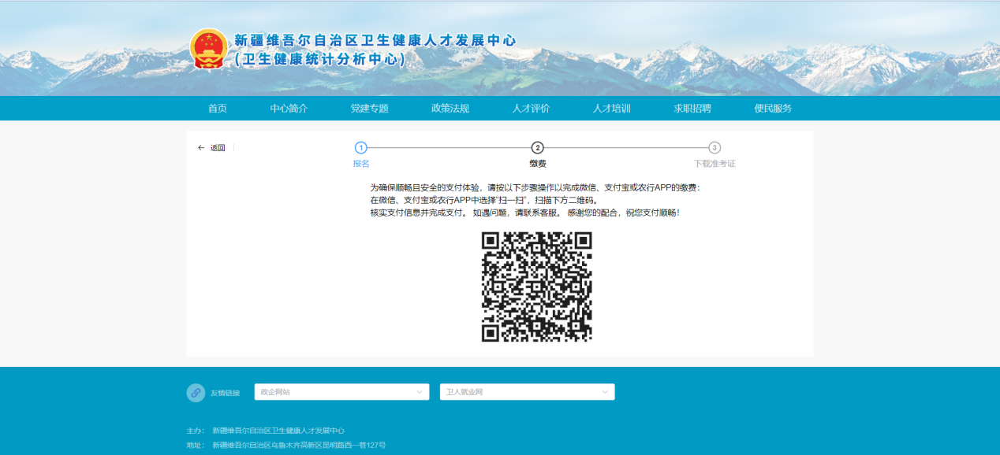 新疆维吾尔自治区卫生健康人才发展中心
(卫生健康统计分析中心)
首页 中心简介 党建专题 政策法规 人才评价 人才培训 求职招聘 便民服务
← 返回
1 2 3
报名 缴费 下载准考证
为确保顺畅且安全的支付体验，请按以下步骤操作以完成微信、支付宝或农行APP的缴费：
在微信、支付宝或农行APP中选择“扫一扫”，扫描下方二维码。
核实支付信息并完成支付。 如遇问题，请联系客服。 感谢您的配合，祝您支付顺畅！
友情链接 政企网站 卫人就业网
主办： 新疆维吾尔自治区卫生健康人才发展中心
地址： 新疆维吾尔自治区乌鲁木齐高新区昆明路西一巷127号